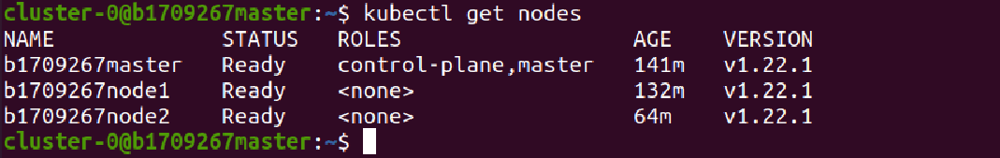 cluster-0@b1709267master:~$ kubectl get nodes
NAME STATUS ROLES AGE VERSION
b1709267master Ready control-plane,master 141m v1.22.1
b1709267node1 Ready <none> 132m v1.22.1
b1709267node2 Ready <none> 64m v1.22.1
cluster-0@b1709267master:~$